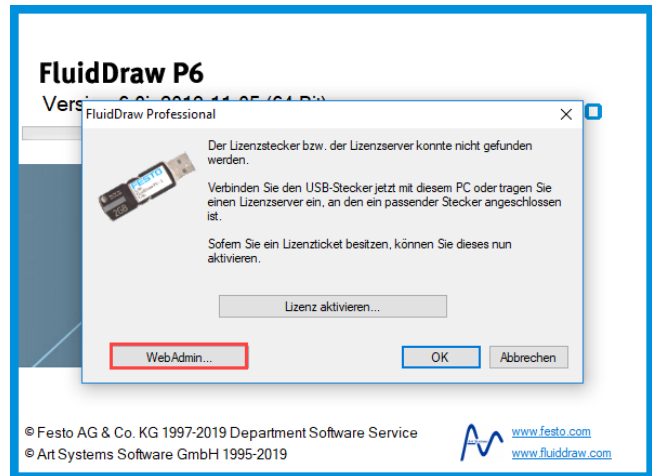 FluidDraw P6
FluidDraw Professional
Der Lizenzstecker bzw. der Lizenzserver konnte nicht gefunden
werden.
Verbinden Sie den USB-Stecker jetzt mit diesem PC oder tragen Sie
einen Lizenzserver ein, an den ein passender Stecker angeschlossen
ist.
FESTO
2GB
Sofern Sie ein Lizenzticket besitzen, können Sie dieses nun
aktivieren.
Lizenz aktivieren...
WebAdmin...
OK
Abbrechen
© Festo AG & Co. KG 1997-2019 Department Software Service
www.festo.com
© Art Systems Software GmbH 1995-2019
www.fluiddraw.com